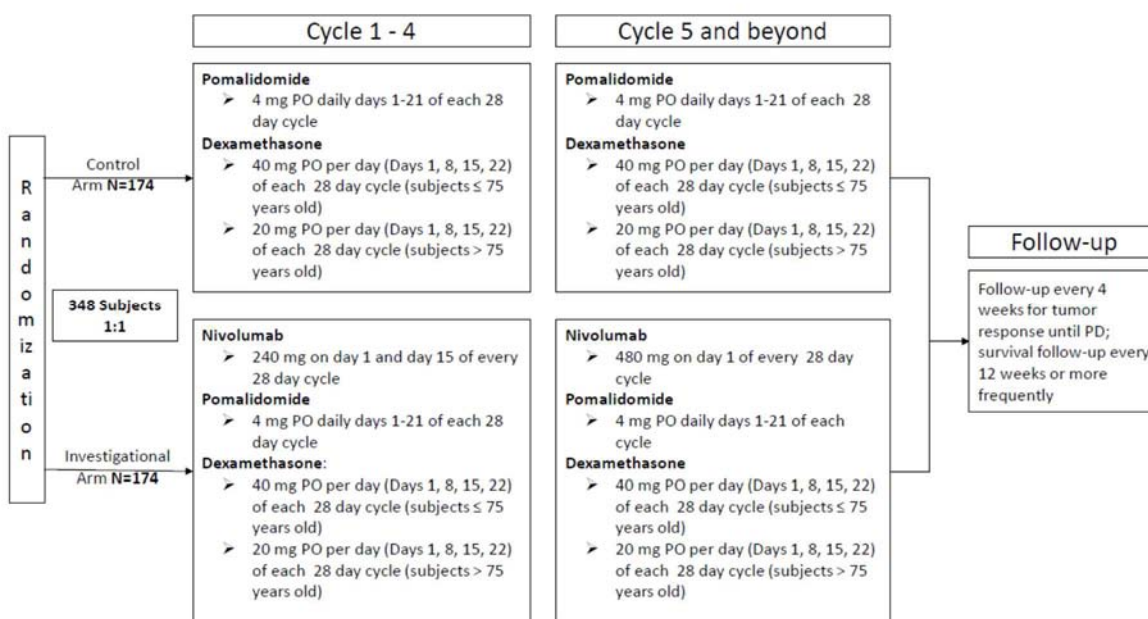 Cycle 1 - 4
Cycle 5 and beyond
Randomization
Control
Arm N=174
348 Subjects
1:1
Investigational
Arm N=174
Pomalidomide
➢ 4 mg PO daily days 1-21 of each 28
day cycle
Dexamethasone
➢ 40 mg PO per day (Days 1, 8, 15, 22)
of each 28 day cycle (subjects ≤ 75
years old)
➢ 20 mg PO per day (Days 1, 8, 15, 22)
of each 28 day cycle (subjects > 75
years old)
Pomalidomide
➢ 4 mg PO daily days 1-21 of each 28
day cycle
Dexamethasone
➢ 40 mg PO per day (Days 1, 8, 15, 22)
of each 28 day cycle (subjects ≤ 75
years old)
➢ 20 mg PO per day (Days 1, 8, 15, 22)
of each 28 day cycle (subjects > 75
years old)
Nivolumab
➢ 240 mg on day 1 and day 15 of every
28 day cycle
Pomalidomide
➢ 4 mg PO daily days 1-21 of each 28
day cycle
Dexamethasone:
➢ 40 mg PO per day (Days 1, 8, 15, 22)
of each 28 day cycle (subjects ≤ 75
years old)
➢ 20 mg PO per day (Days 1, 8, 15, 22)
of each 28 day cycle (subjects > 75
years old)
Nivolumab
➢ 480 mg on day 1 of every 28 day
cycle
Pomalidomide
➢ 4 mg PO daily days 1-21 of each
cycle
Dexamethasone
➢ 40 mg PO per day (Days 1, 8, 15, 22)
of each 28 day cycle (subjects ≤ 75
years old)
➢ 20 mg PO per day (Days 1, 8, 15, 22)
of each 28 day cycle (subjects > 75
years old)
Follow-up
Follow-up every 4
weeks for tumor
response until PD;
survival follow-up every
12 weeks or more
frequently